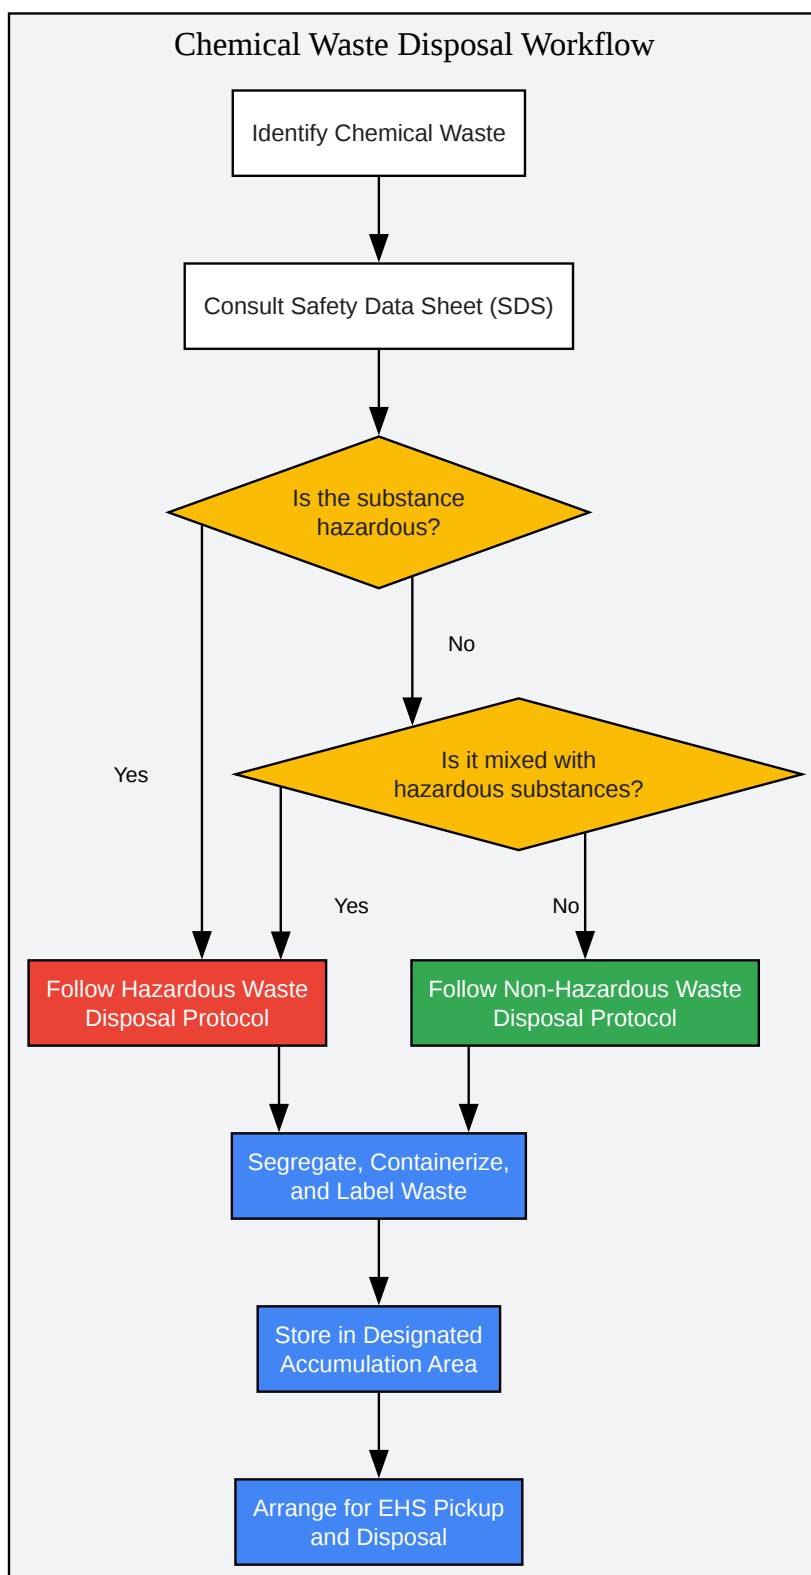 Chemical Waste Disposal Workflow
Identify Chemical Waste
Consult Safety Data Sheet (SDS)
Is the substance
hazardous?
No
Is it mixed with
hazardous substances?
Yes
Yes
No
Follow Hazardous Waste
Disposal Protocol
Follow Non-Hazardous Waste
Disposal Protocol
Segregate, Containerize,
and Label Waste
Store in Designated
Accumulation Area
Arrange for EHS Pickup
and Disposal